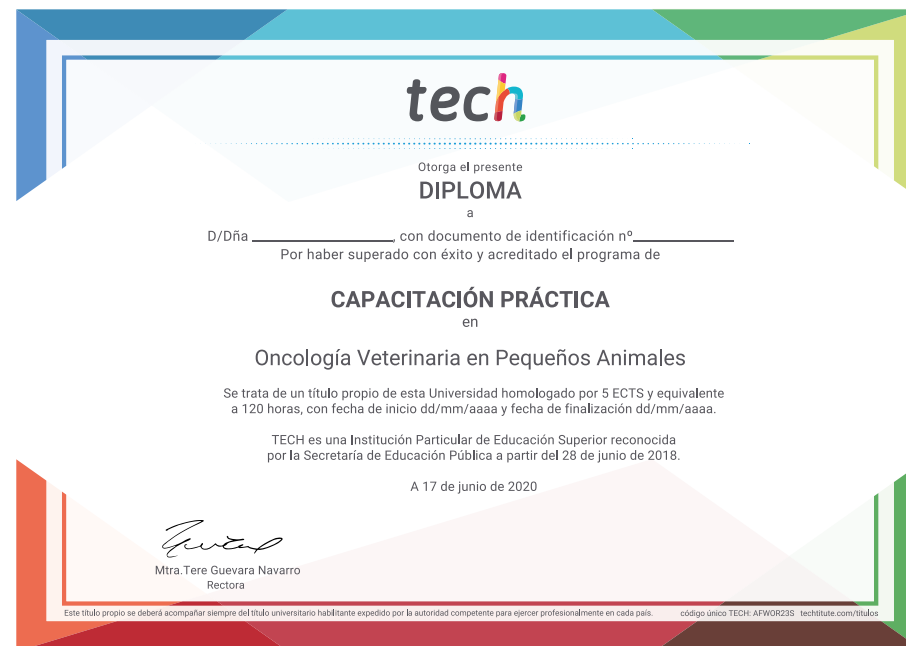 tech
Otorga el presente
DIPLOMA
a
D/Dña ____________________, con documento de identificación nº______________
Por haber superado con éxito y acreditado el programa de
CAPACITACIÓN PRÁCTICA
en
Oncología Veterinaria en Pequeños Animales
Se trata de un título propio de esta Universidad homologado por 5 ECTS y equivalente
a 120 horas, con fecha de inicio dd/mm/aaaa y fecha de finalización dd/mm/aaaa.
TECH es una Institución Particular de Educación Superior reconocida
por la Secretaría de Educación Pública a partir del 28 de junio de 2018.
A 17 de junio de 2020
Mtra.Tere Guevara Navarro
Rectora
Este título propio se deberá acompañar siempre del título universitario habilitante expedido por la autoridad competente para ejercer profesionalmente en cada país. código único TECH: AFWOR23S techtitute.com/titulos